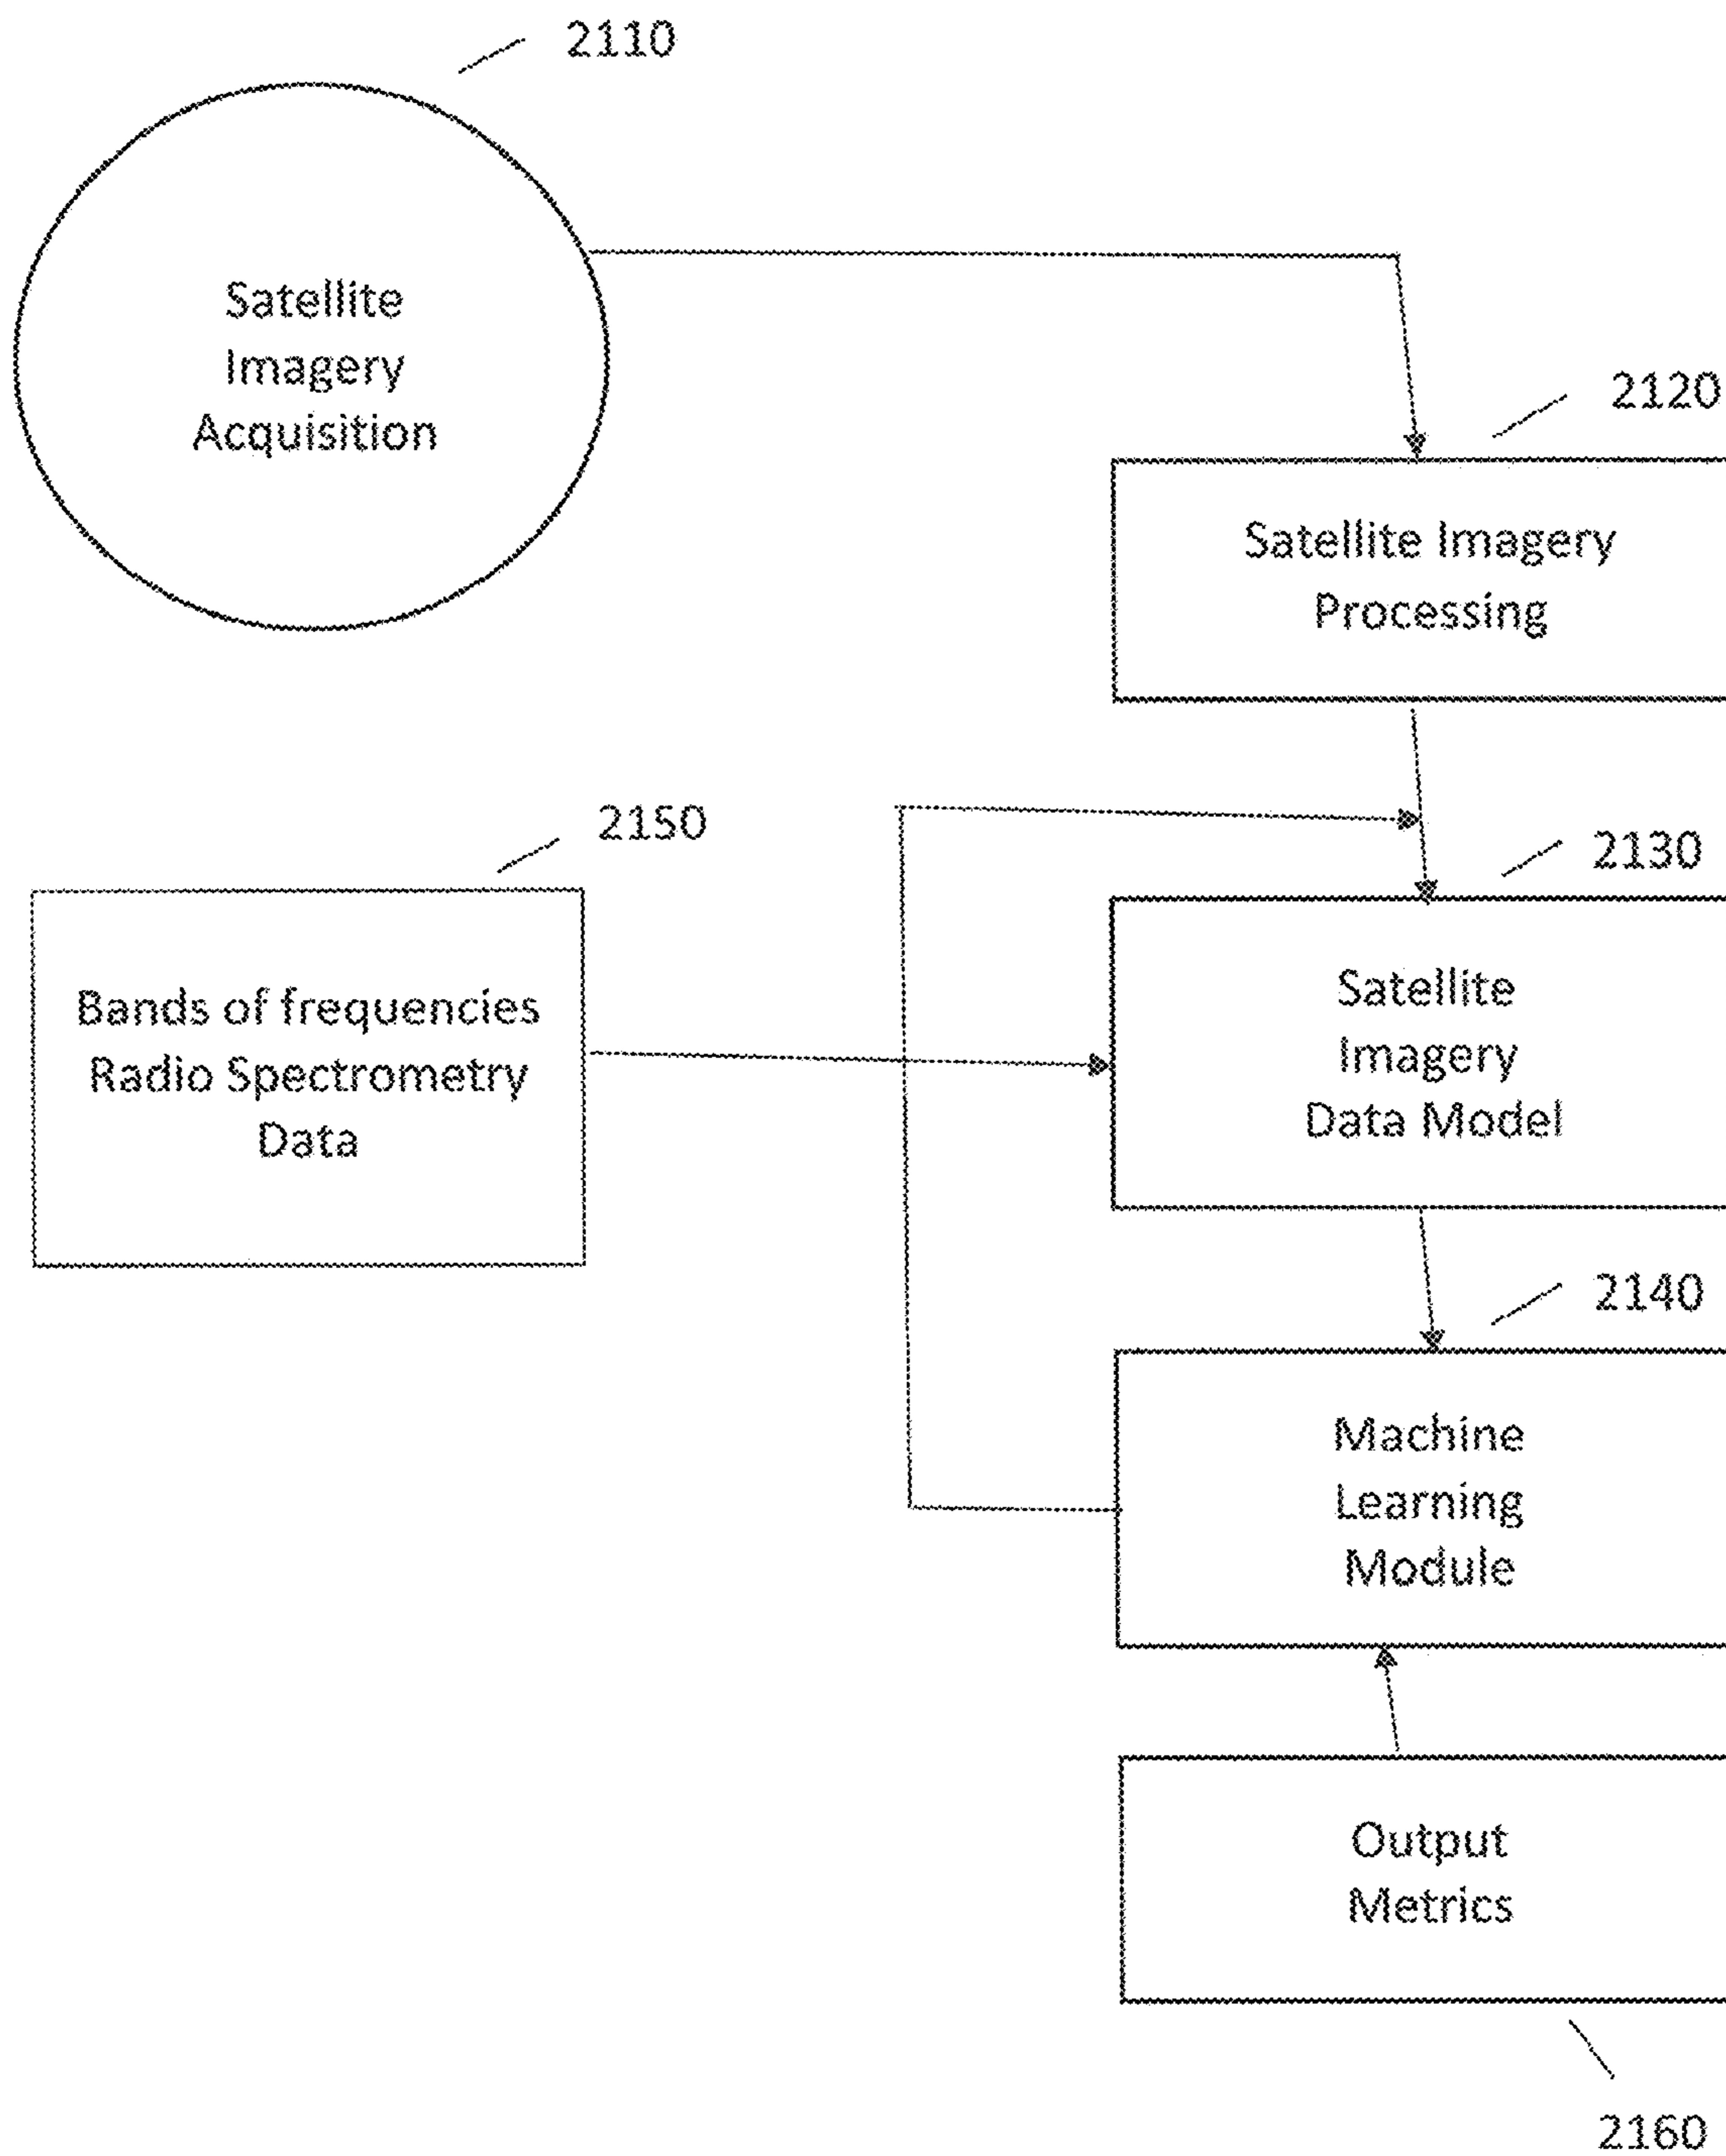 2110
Satellite
Imagery
Acquisition
2120
Satellite Imagery
Processing
2150
Bands of frequencies
Radio Spectrometry
Data
2130
Satellite
Imagery
Data Model
2140
Machine
Learning
Module
Output
Metrics
2160